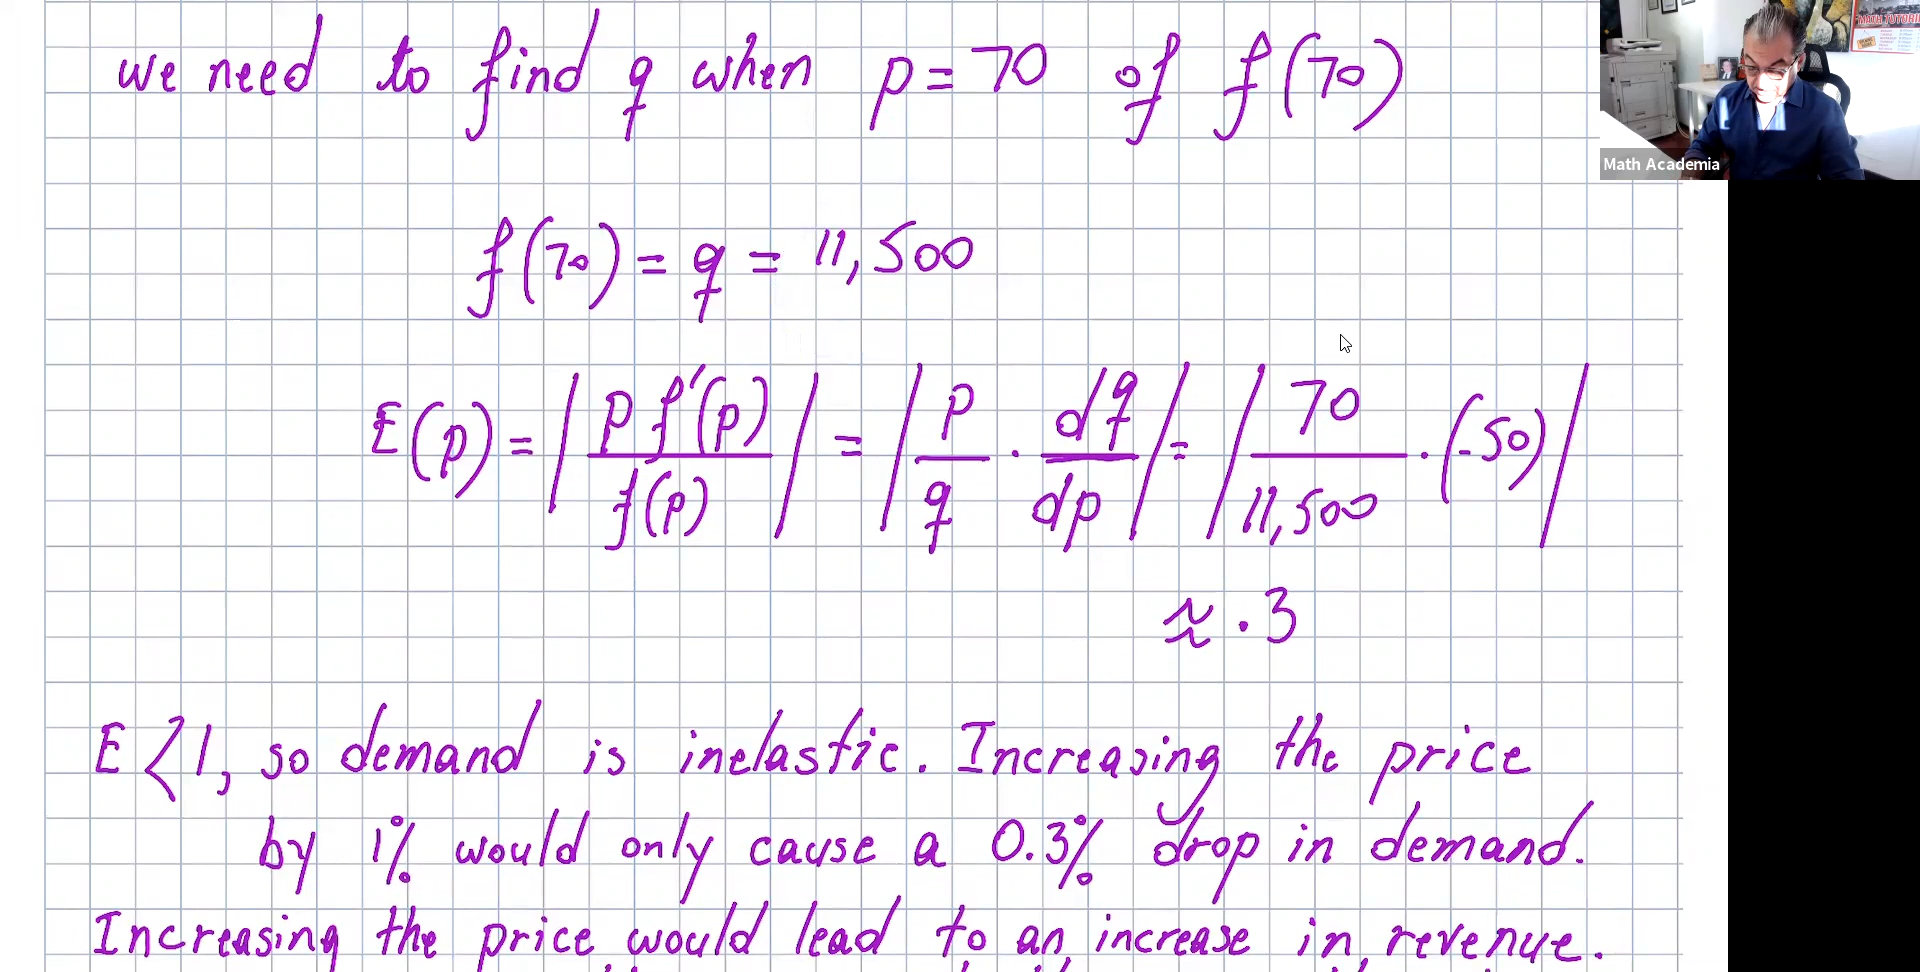 we need to find q when p = 70 of f(70)
MATH TUTORI
Math Academia
f(70) = q = 11,500
E(p) = | p f'(p) / f(p) | = | p / q · dq / dp | = | 70 / 11,500 · (-50) |
≈ .3
E < 1, so demand is inelastic. Increasing the price
by 1% would only cause a 0.3% drop in demand.
Increasing the price would lead to an increase in revenue.